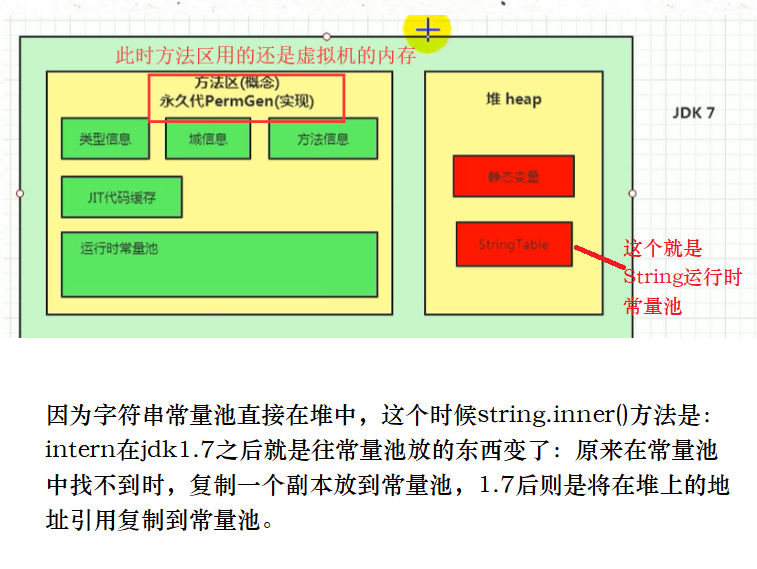 此时方法区用的还是虚拟机的内存
方法区(概念)
永久代PermGen(实现)
类型信息
域信息
方法信息
JIT代码缓存
运行时常量池
堆 heap
静态变量
StringTable
JDK 7
这个就是
String运行时
常量池
因为字符串常量池直接在堆中，这个时候string.inner()方法是：
intern在jdk1.7之后就是往常量池放的东西变了：原来在常量池
中找不到时，复制一个副本放到常量池，1.7后则是将在堆上的地
址引用复制到常量池。